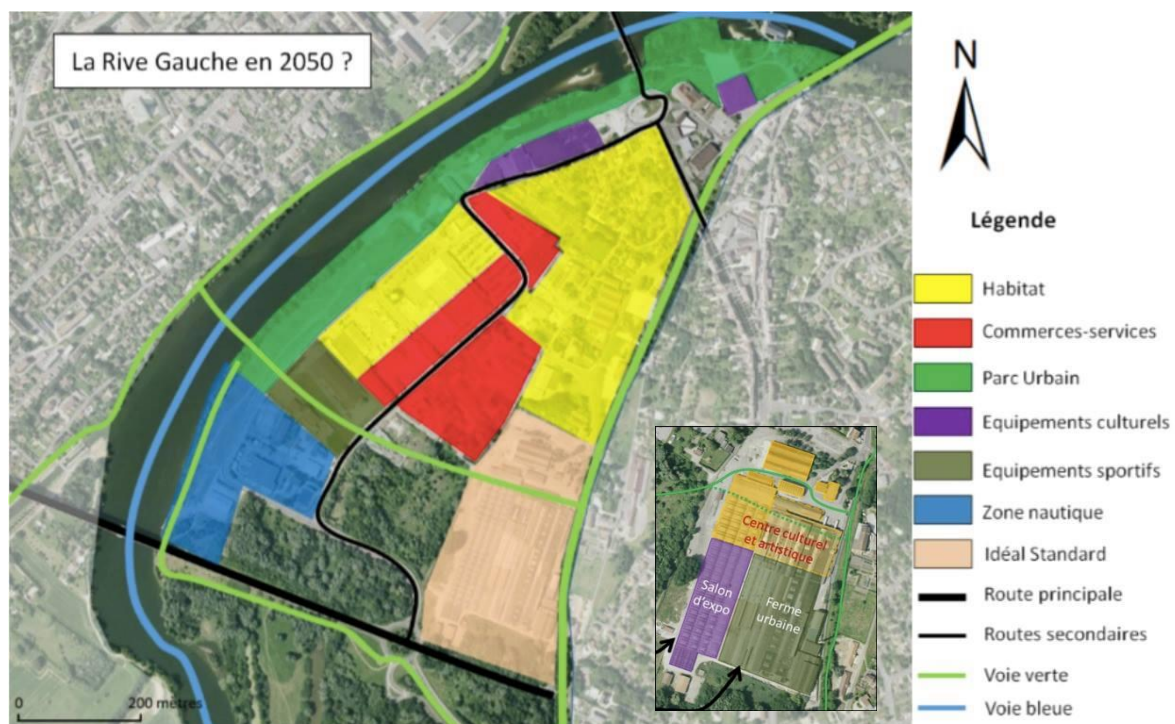 La Rive Gauche en 2050 ?
N
Légende
Habitat
Commerces-services
Parc Urbain
Equipements culturels
Equipements sportifs
Zone nautique
Idéal Standard
Route principale
Routes secondaires
Voie verte
Voie bleue
Centre culturel
et artistique
Salon
d'expo
Ferme
urbaine
0 200 mètres